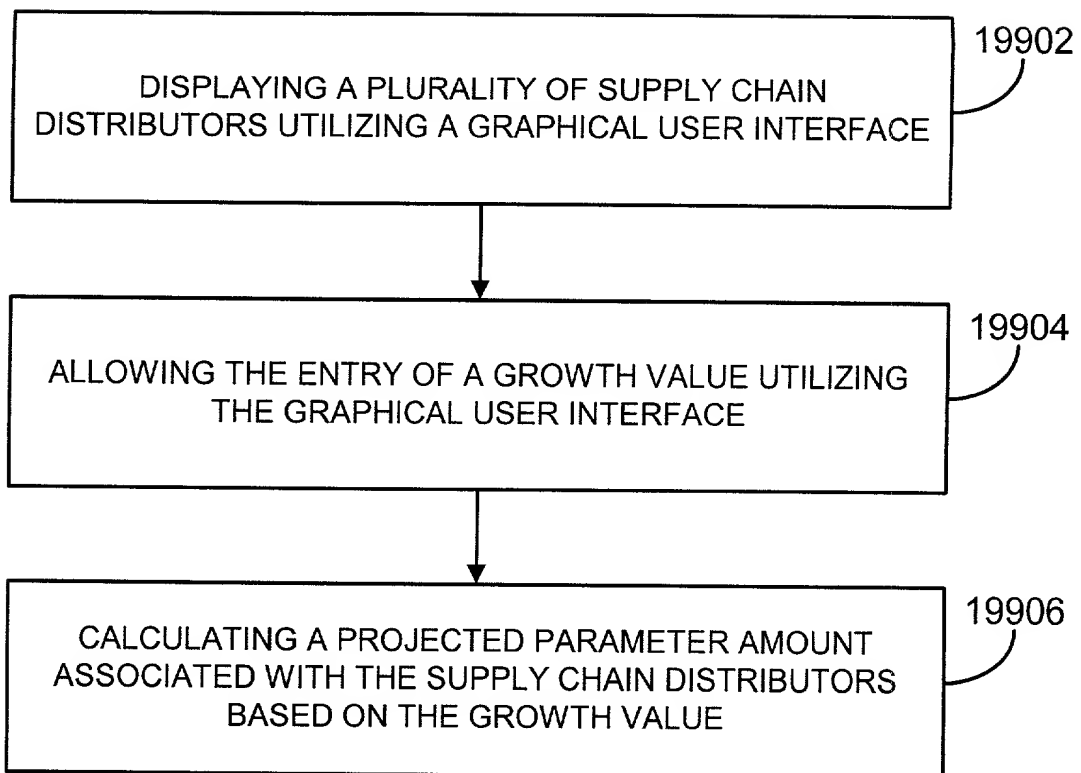 19902
DISPLAYING A PLURALITY OF SUPPLY CHAIN
DISTRIBUTORS UTILIZING A GRAPHICAL USER INTERFACE
19904
ALLOWING THE ENTRY OF A GROWTH VALUE UTILIZING
THE GRAPHICAL USER INTERFACE
19906
CALCULATING A PROJECTED PARAMETER AMOUNT
ASSOCIATED WITH THE SUPPLY CHAIN DISTRIBUTORS
BASED ON THE GROWTH VALUE